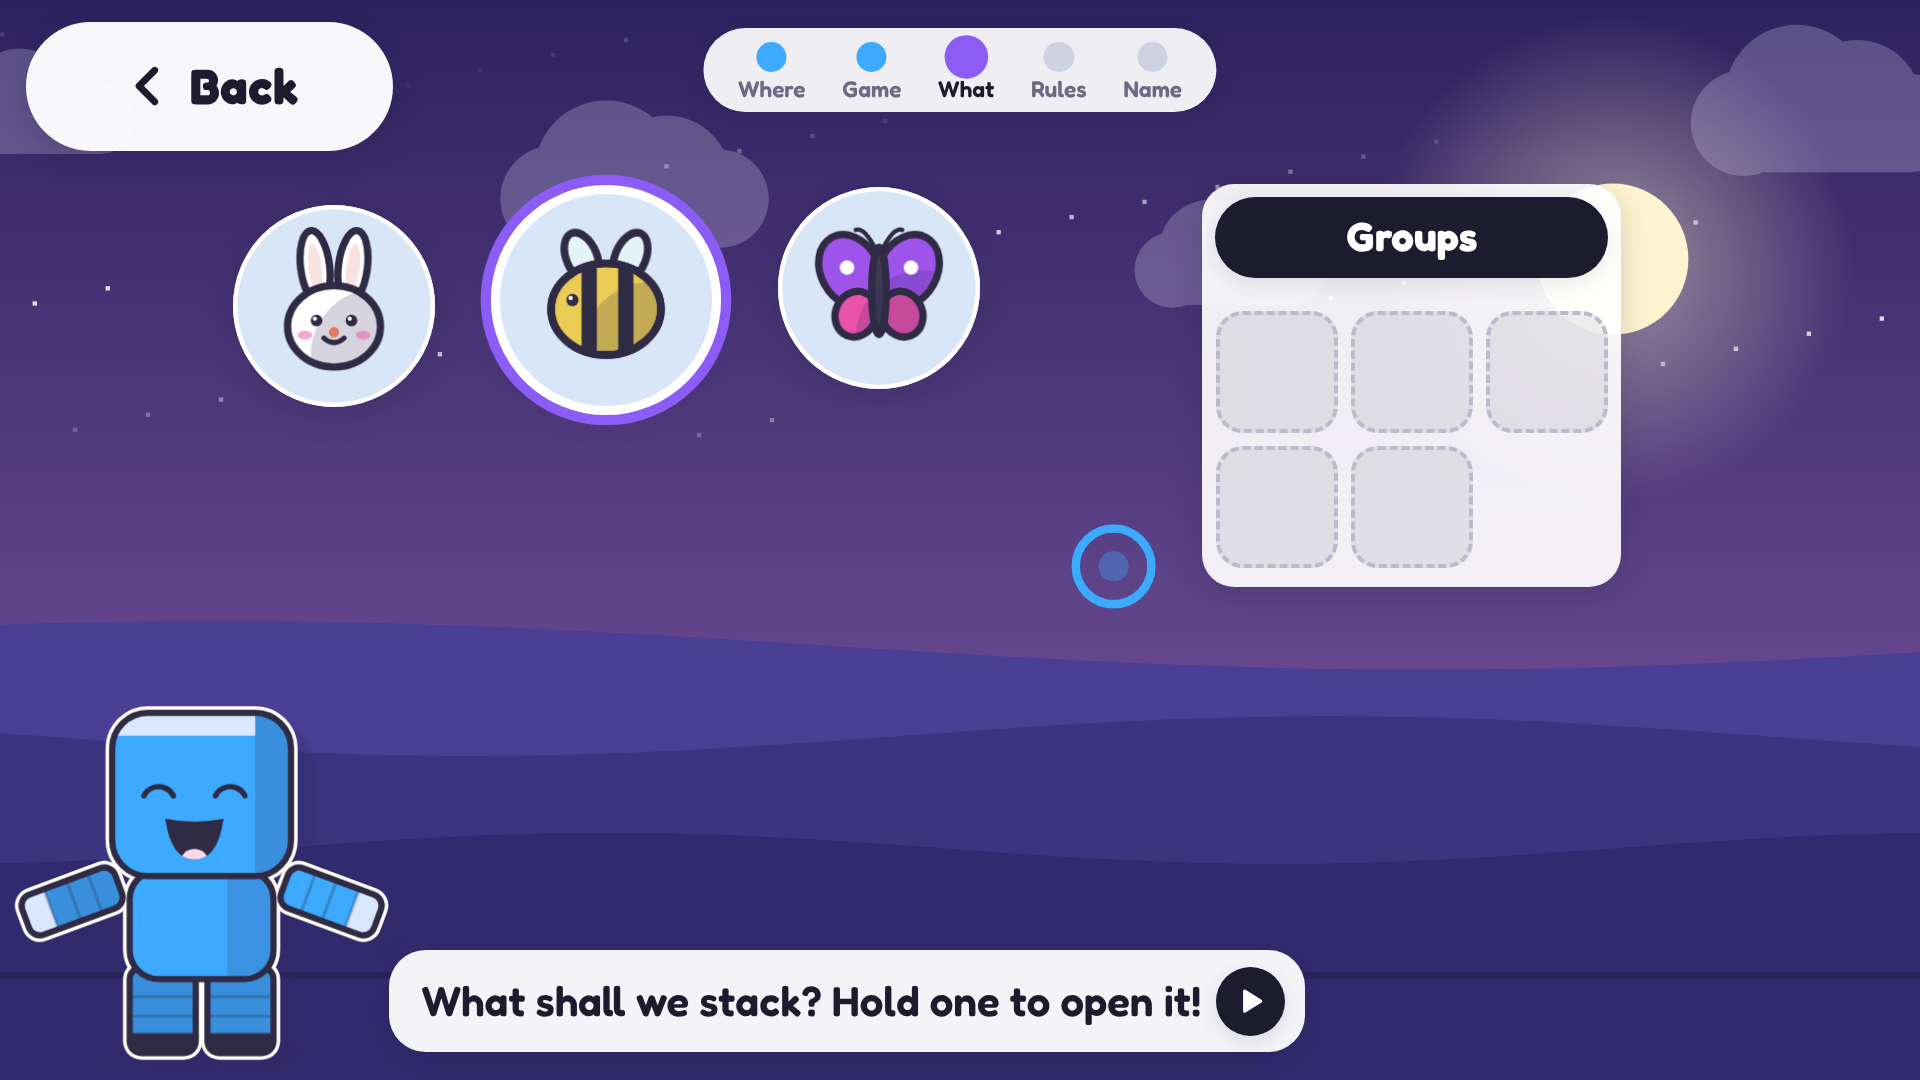 Back
Where
Game
What
Rules
Name
Groups
What shall we stack? Hold one to open it!